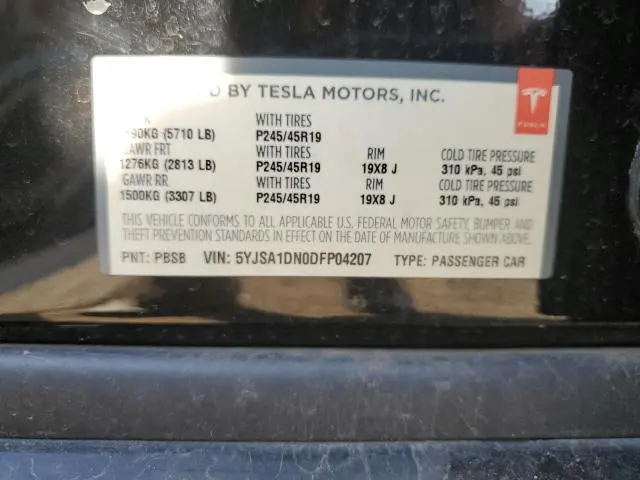 D BY TESLA MOTORS, INC.
WITH TIRES
90KG (5710 LB) P245/45R19
GAWR FRT WITH TIRES RIM COLD TIRE PRESSURE
1276KG (2813 LB) P245/45R19 19X8 J 310 kPa, 45 psi
GAWR RR WITH TIRES RIM COLD TIRE PRESSURE
1500KG (3307 LB) P245/45R19 19X8 J 310 kPa, 45 psi
THIS VEHICLE CONFORMS TO ALL APPLICABLE U.S. FEDERAL MOTOR SAFETY, BUMPER AND
THEFT PREVENTION STANDARDS IN EFFECT ON THE DATE OF MANUFACTURE SHOWN ABOVE.
PNT: PBSB VIN: 5YJSA1DN0DFP04207 TYPE: PASSENGER CAR
TESLA